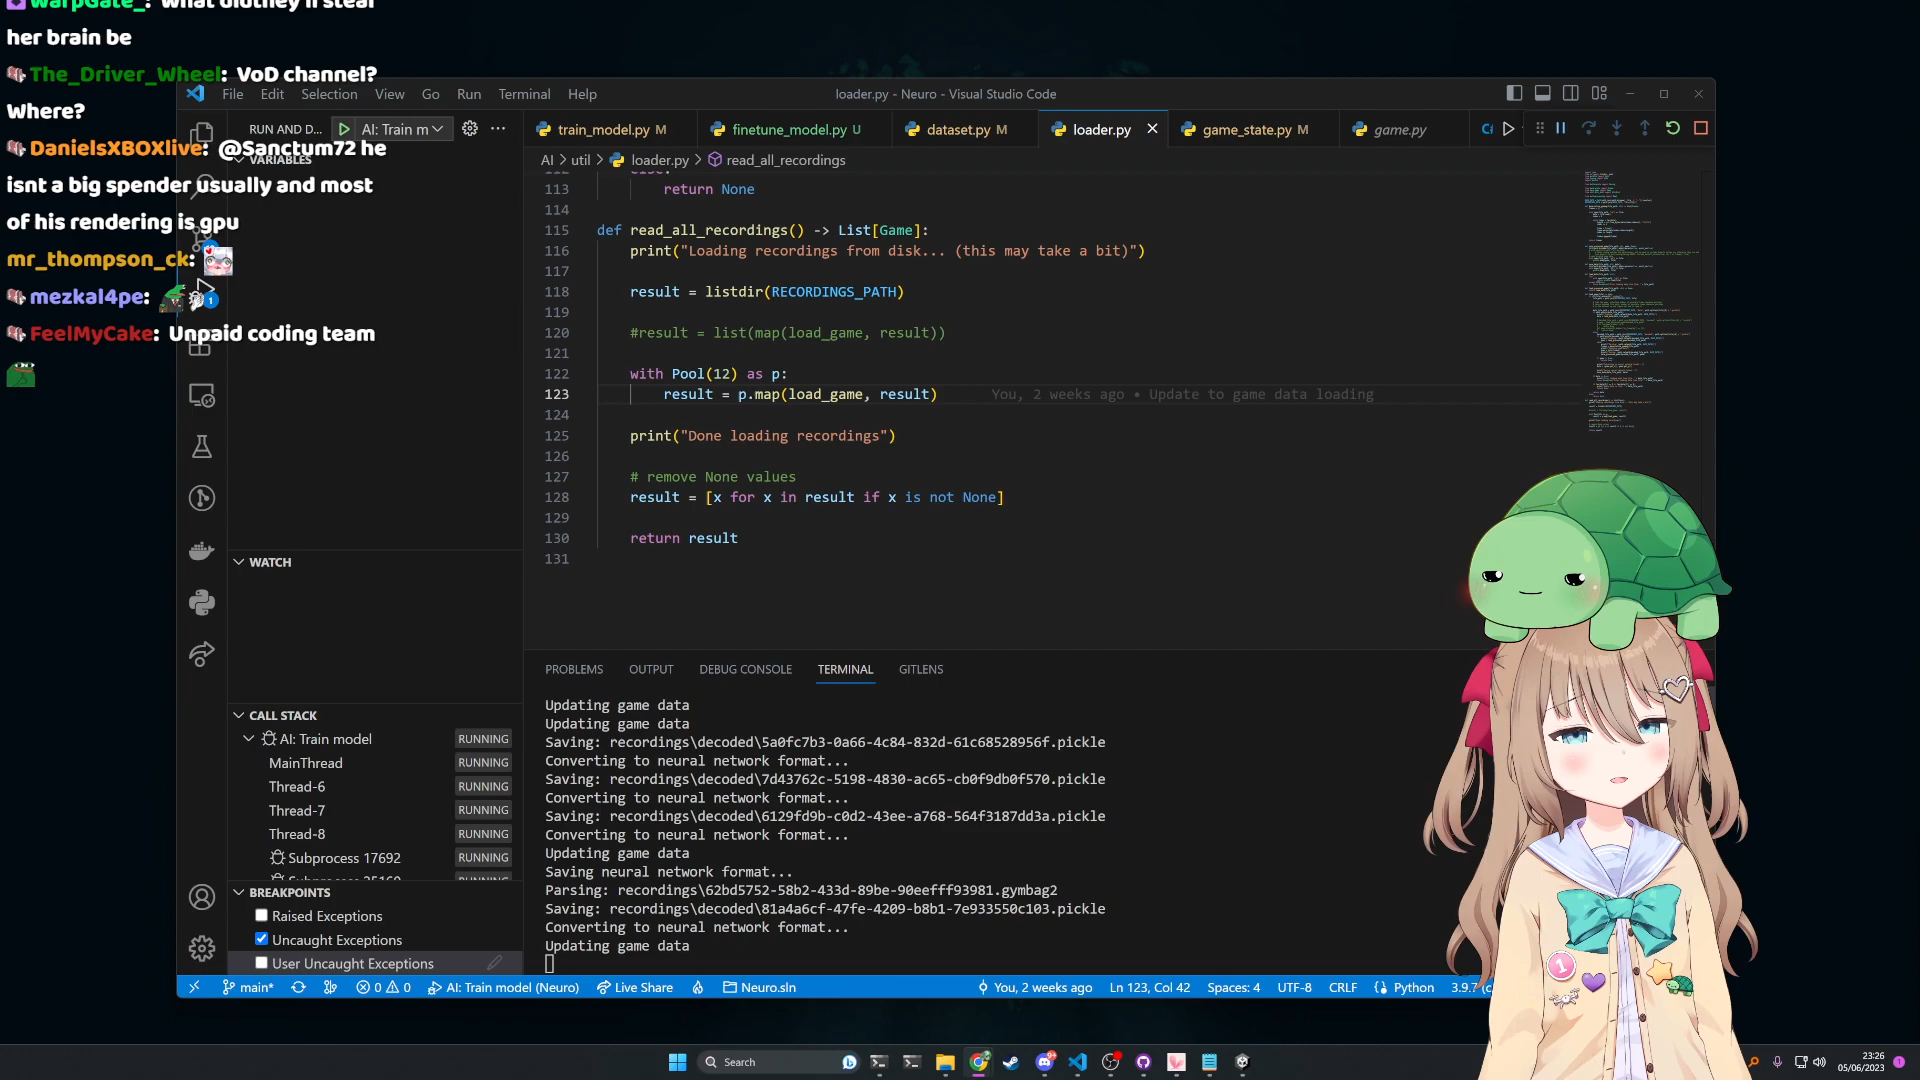 WarpGate_: What didthey II steal
her brain be
The_Driver_Wheel: VoD channel?
Where?
DanielsXBOXlive: @Sanctum72 he
isnt a big spender usually and most
of his rendering is gpu
mr_thompson_ck:
mezkal4pe:
FeelMyCake: Unpaid coding team
File Edit Selection View Go Run Terminal Help
loader.py - Neuro - Visual Studio Code
RUN AND D... AI: Train m
train_model.py M
finetune_model.py U
dataset.py M
loader.py
game_state.py M
game.py
AI > util > loader.py > read_all_recordings
VARIABLES
113 return None
114
115 def read_all_recordings() -> List[Game]:
116 print("Loading recordings from disk... (this may take a bit)")
117
118 result = listdir(RECORDINGS_PATH)
119
120 #result = list(map(load_game, result))
121
122 with Pool(12) as p:
123 result = p.map(load_game, result) You, 2 weeks ago • Update to game data loading
124
125 print("Done loading recordings")
126
127 # remove None values
128 result = [x for x in result if x is not None]
129
130 return result
131
WATCH
CALL STACK
AI: Train model RUNNING
MainThread RUNNING
Thread-6 RUNNING
Thread-7 RUNNING
Thread-8 RUNNING
Subprocess 17692 RUNNING
BREAKPOINTS
Raised Exceptions
Uncaught Exceptions
User Uncaught Exceptions
PROBLEMS OUTPUT DEBUG CONSOLE TERMINAL GITLENS
Updating game data
Updating game data
Saving: recordings\decoded\5a0fc7b3-0a66-4c84-832d-61c68528956f.pickle
Converting to neural network format...
Saving: recordings\decoded\7d43762c-5198-4830-ac65-cb0f9db0f570.pickle
Converting to neural network format...
Saving: recordings\decoded\6129fd9b-c0d2-43ee-a768-564f3187dd3a.pickle
Converting to neural network format...
Updating game data
Saving neural network format...
Parsing: recordings\62bd5752-58b2-433d-89be-90eefff93981.gymbag2
Saving: recordings\decoded\81a4a6cf-47fe-4209-b8b1-7e933550c103.pickle
Converting to neural network format...
Updating game data
main* 0 0 AI: Train model (Neuro) Live Share Neuro.sln
You, 2 weeks ago Ln 123, Col 42 Spaces: 4 UTF-8 CRLF Python 3.9.7
Search
23:26
05/06/2023